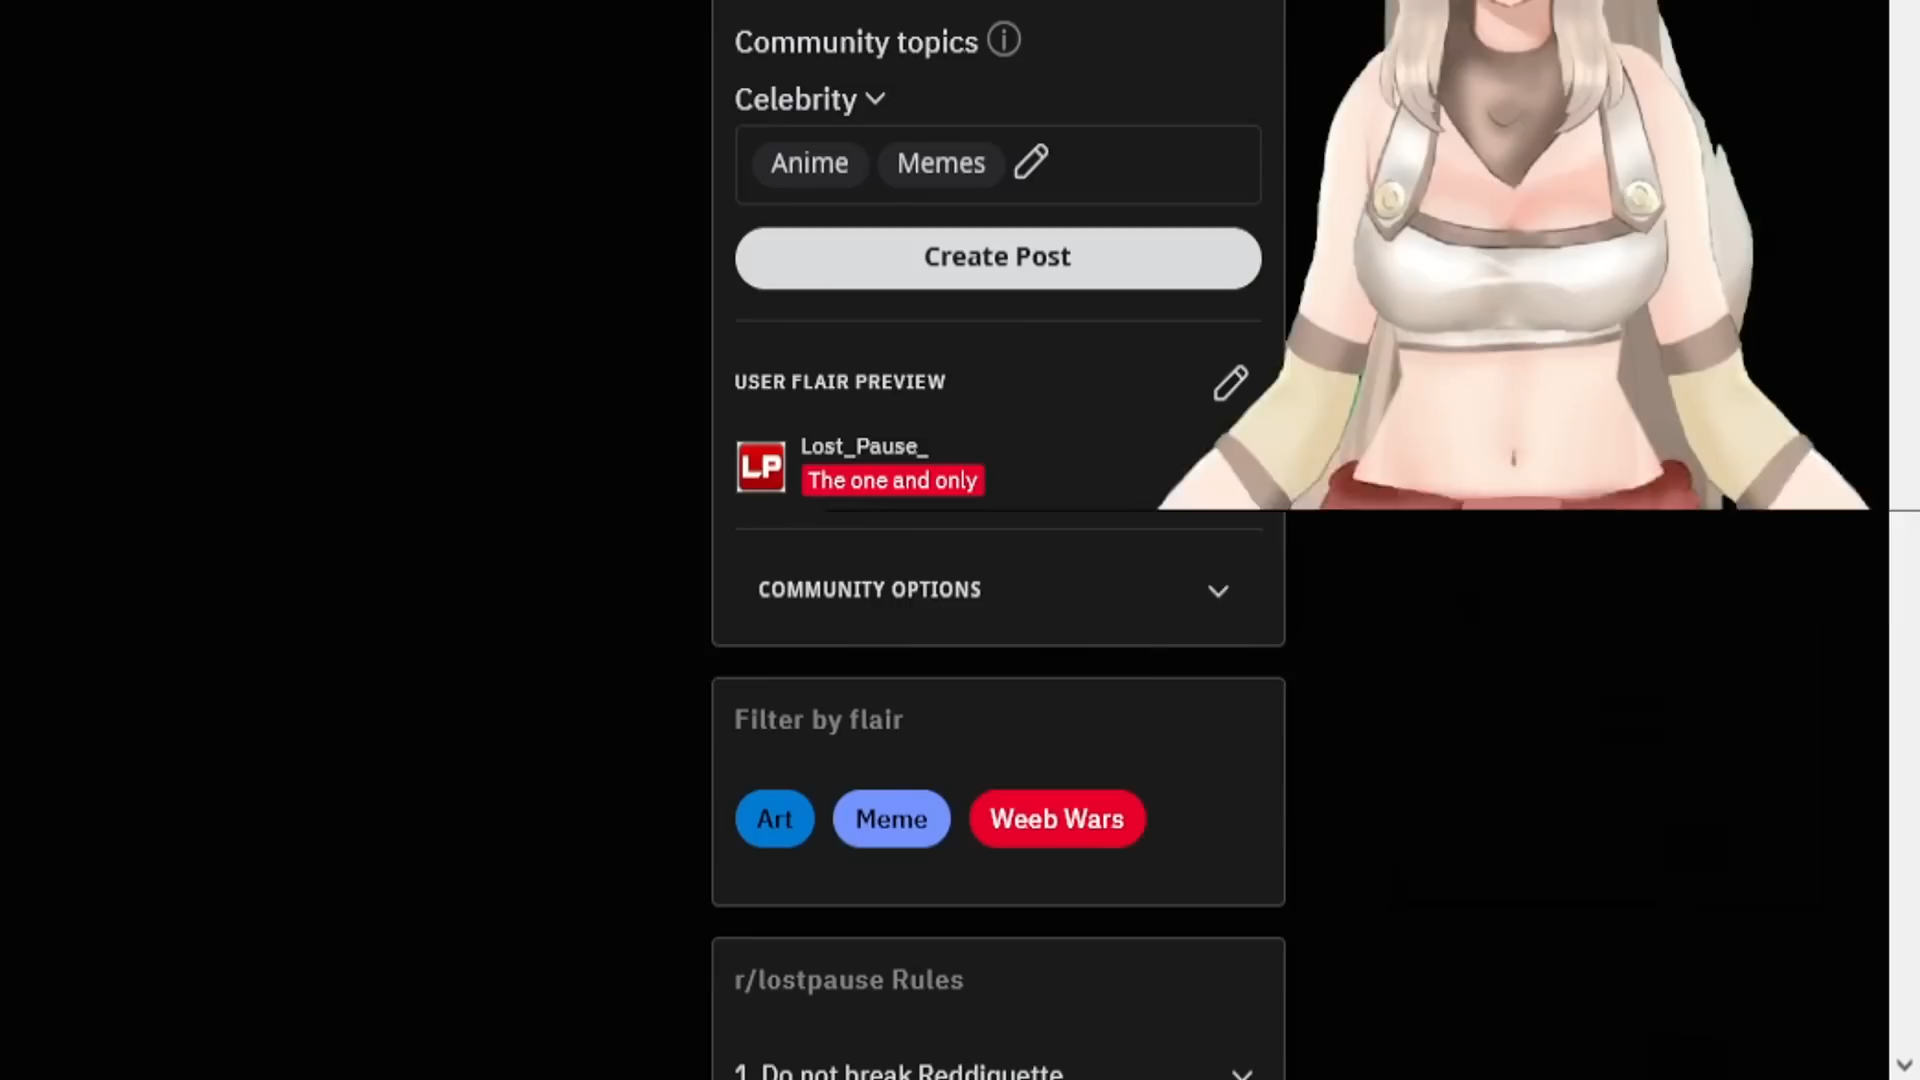 Community topics
Celebrity
Anime Memes
Create Post
USER FLAIR PREVIEW
LP
Lost_Pause_
The one and only
COMMUNITY OPTIONS
Filter by flair
Art Meme Weeb Wars
r/lostpause Rules
1. Do not break Reddiquette